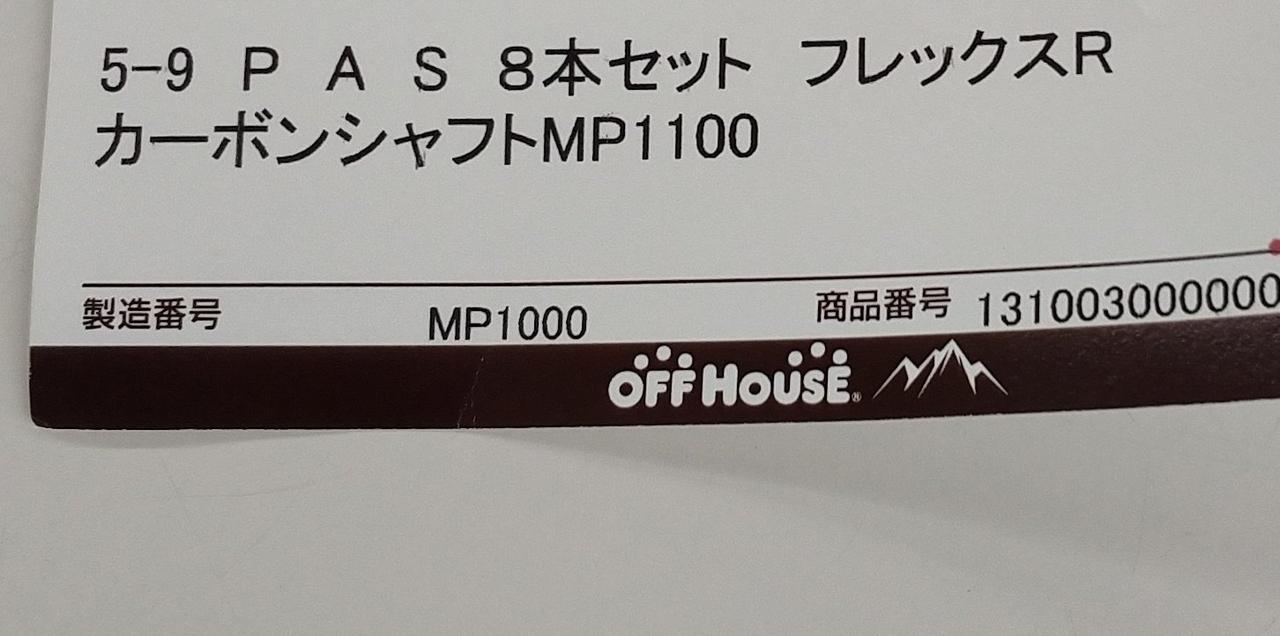 5-9 P A S 8本セット フレックスR
カーボンシャフトMP1100
製造番号 MP1000 商品番号 131003000000
OFF HOUSE®